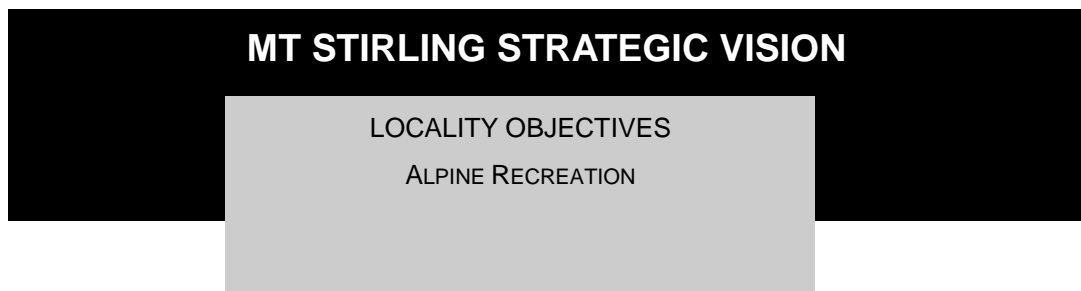 MT STIRLING STRATEGIC VISION
LOCALITY OBJECTIVES
ALPINE RECREATION